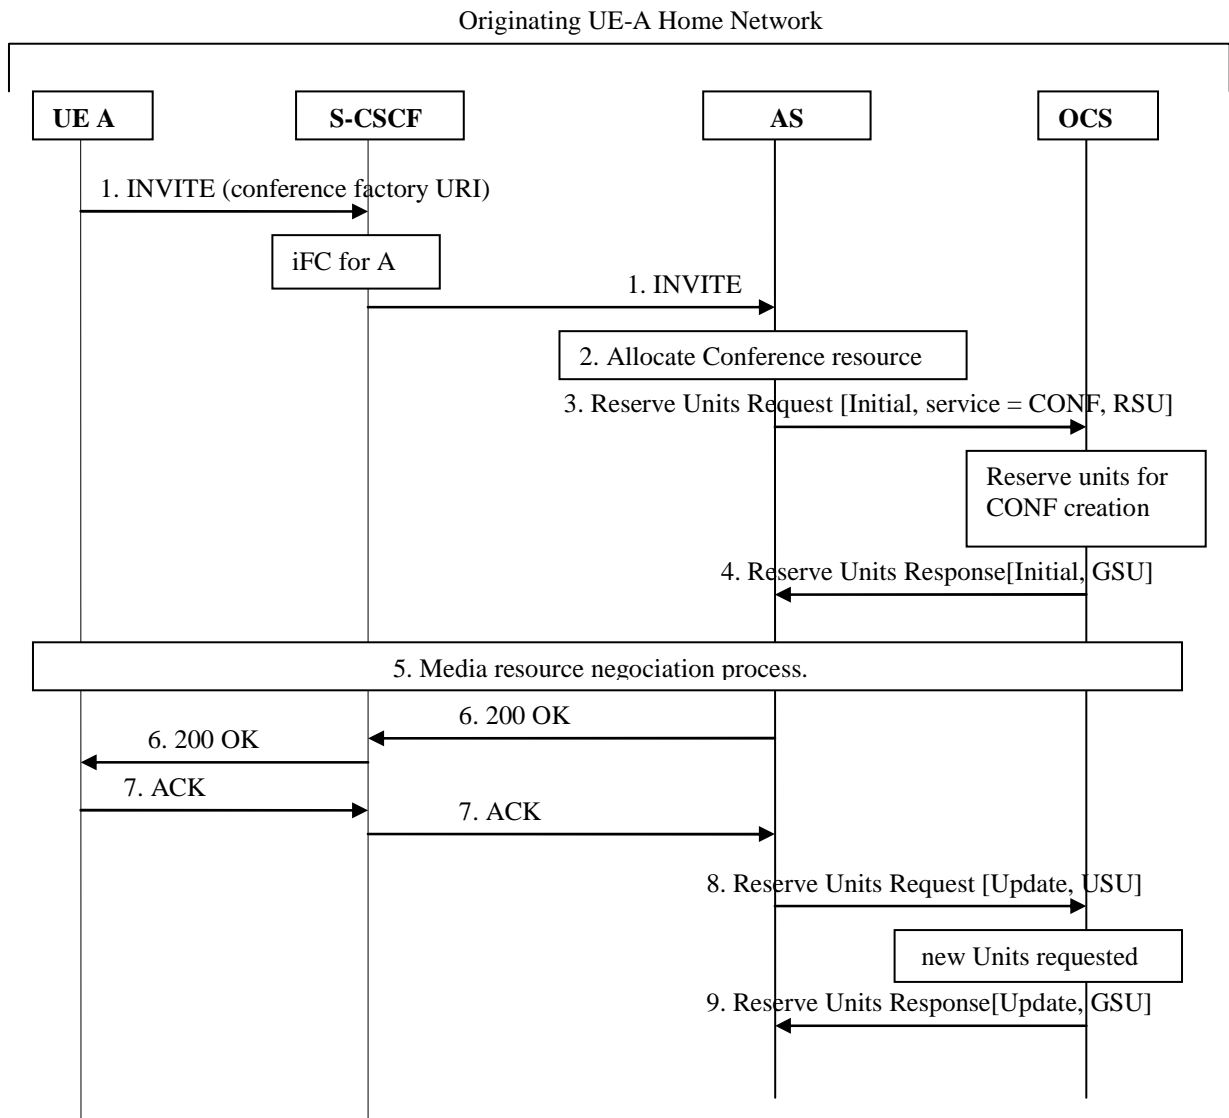 Originating UE-A Home Network
UE A
S-CSCF
AS
OCS
1. INVITE (conference factory URI)
iFC for A
1. INVITE
2. Allocate Conference resource
3. Reserve Units Request [Initial, service = CONF, RSU]
Reserve units for
CONF creation
4. Reserve Units Response[Initial, GSU]
5. Media resource negociation process.
6. 200 OK
6. 200 OK
7. ACK
7. ACK
8. Reserve Units Request [Update, USU]
new Units requested
9. Reserve Units Response[Update, GSU]